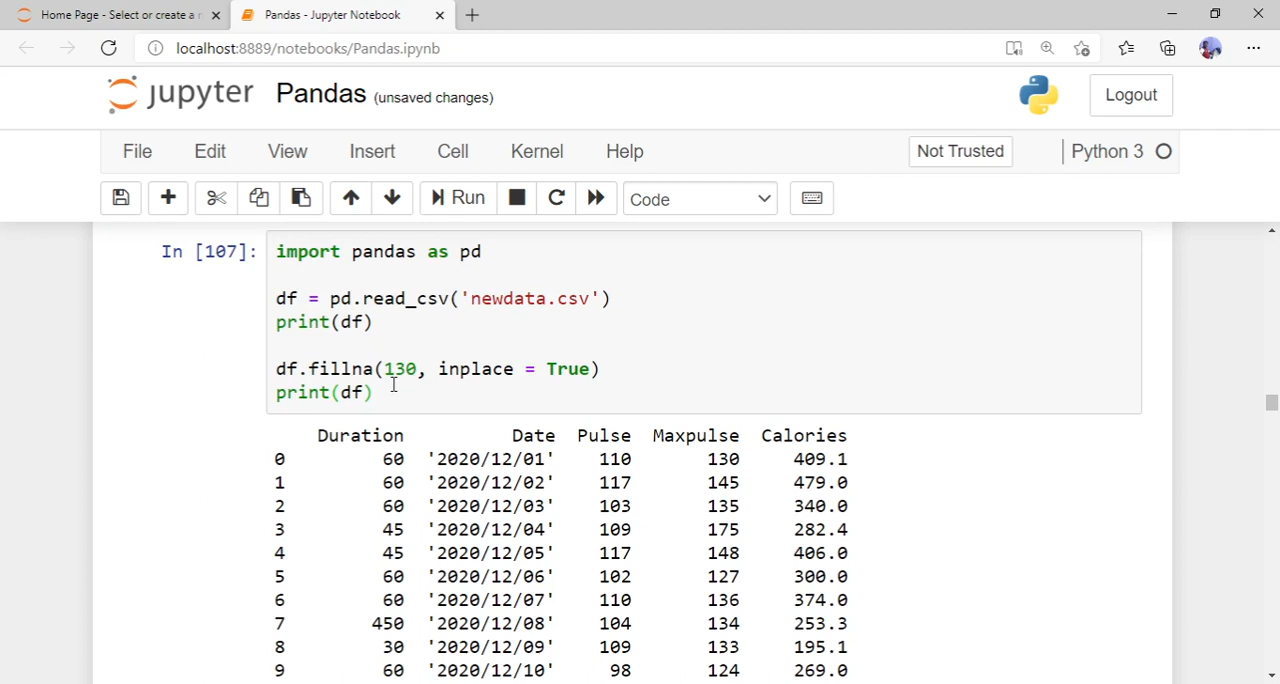 Home Page - Select or create a n
Pandas - Jupyter Notebook
localhost:8889/notebooks/Pandas.ipynb
jupyter Pandas (unsaved changes)
Logout
File Edit View Insert Cell Kernel Help Not Trusted Python 3
Run Code
In [107]: import pandas as pd
df = pd.read_csv('newdata.csv')
print(df)
df.fillna(130, inplace = True)
print(df)
Duration Date Pulse Maxpulse Calories
0 60 '2020/12/01' 110 130 409.1
1 60 '2020/12/02' 117 145 479.0
2 60 '2020/12/03' 103 135 340.0
3 45 '2020/12/04' 109 175 282.4
4 45 '2020/12/05' 117 148 406.0
5 60 '2020/12/06' 102 127 300.0
6 60 '2020/12/07' 110 136 374.0
7 450 '2020/12/08' 104 134 253.3
8 30 '2020/12/09' 109 133 195.1
9 60 '2020/12/10' 98 124 269.0